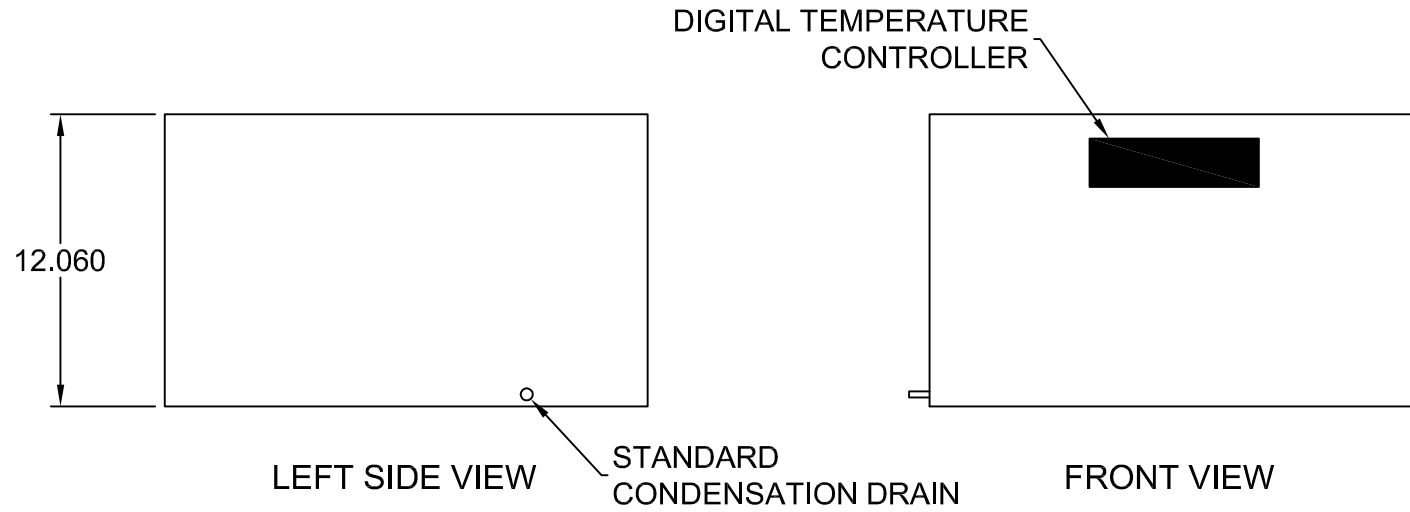 DIGITAL TEMPERATURE
CONTROLLER
12.060
STANDARD
CONDENSATION DRAIN
LEFT SIDE VIEW
FRONT VIEW